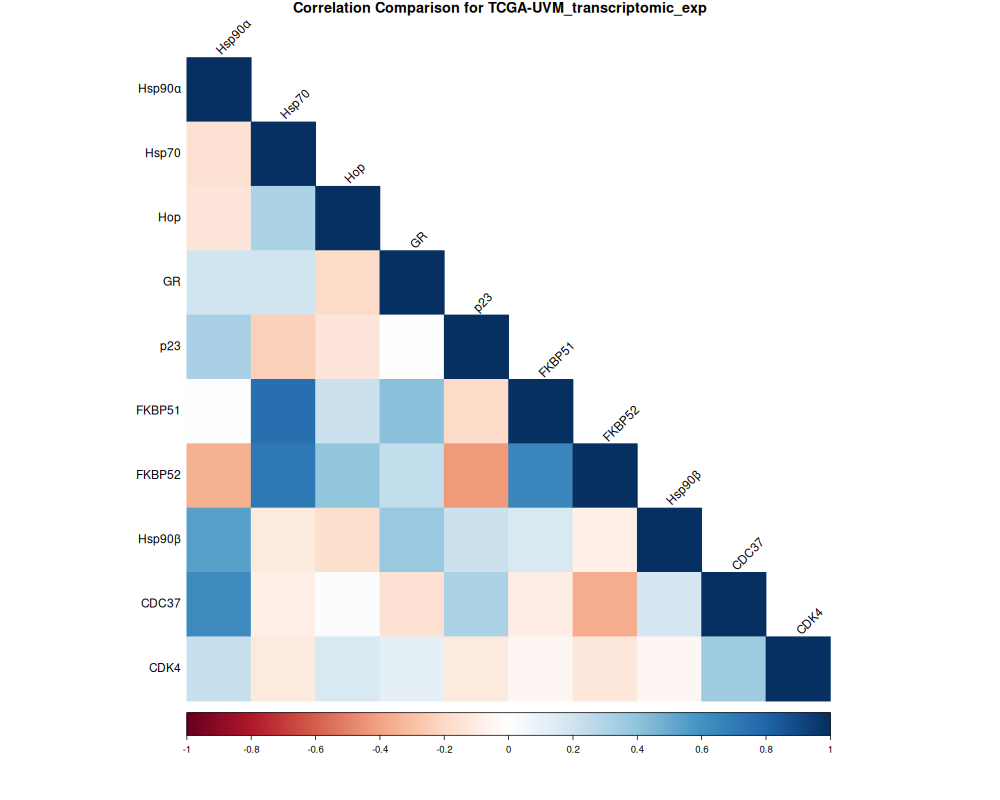 Correlation Comparison for TCGA-UVM_transcriptomic_exp
Hsp90α
Hsp90α
Hsp70
Hsp70
Hop
Hop
GR
GR
p23
p23
FKBP51
FKBP51
FKBP52
FKBP52
Hsp90β
Hsp90β
CDC37
CDC37
CDK4
CDK4
-1 -0.8 -0.6 -0.4 -0.2 0 0.2 0.4 0.6 0.8 1